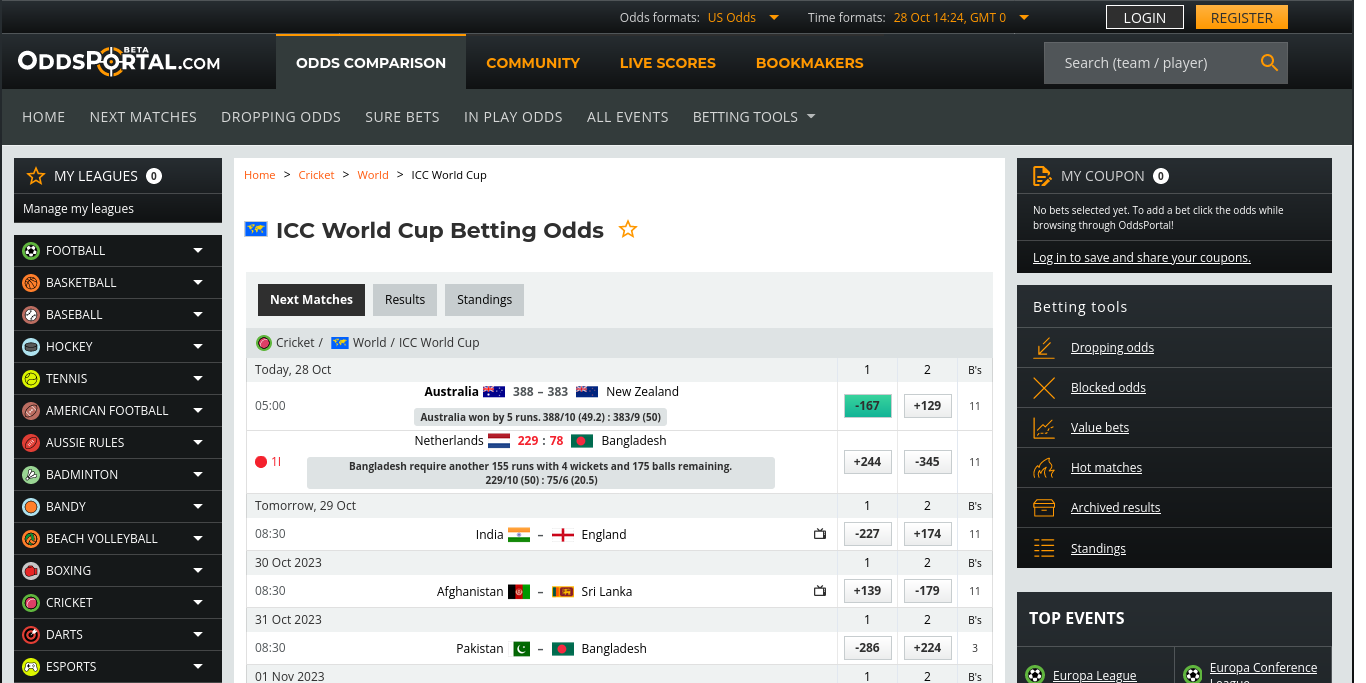 Odds formats: US Odds Time formats: 28 Oct 14:24, GMT 0 LOGIN REGISTER
ODDSPORTAL.COM BETA
ODDS COMPARISON COMMUNITY LIVE SCORES BOOKMAKERS Search (team / player)
HOME NEXT MATCHES DROPPING ODDS SURE BETS IN PLAY ODDS ALL EVENTS BETTING TOOLS
MY LEAGUES 0
Manage my leagues
FOOTBALL
BASKETBALL
BASEBALL
HOCKEY
TENNIS
AMERICAN FOOTBALL
AUSSIE RULES
BADMINTON
BANDY
BEACH VOLLEYBALL
BOXING
CRICKET
DARTS
ESPORTS
Home > Cricket > World > ICC World Cup
ICC World Cup Betting Odds
Next Matches Results Standings
Cricket / World / ICC World Cup
Today, 28 Oct 1 2 B's
05:00 Australia 388 – 383 New Zealand -167 +129 11
Australia won by 5 runs. 388/10 (49.2) : 383/9 (50)
1I Netherlands 229 : 78 Bangladesh +244 -345 11
Bangladesh require another 155 runs with 4 wickets and 175 balls remaining.
229/10 (50) : 75/6 (20.5)
Tomorrow, 29 Oct 1 2 B's
08:30 India – England -227 +174 11
30 Oct 2023 1 2 B's
08:30 Afghanistan – Sri Lanka +139 -179 11
31 Oct 2023 1 2 B's
08:30 Pakistan – Bangladesh -286 +224 3
01 Nov 2023 1 2 B's
MY COUPON 0
No bets selected yet. To add a bet click the odds while
browsing through OddsPortal!
Log in to save and share your coupons.
Betting tools
Dropping odds
Blocked odds
Value bets
Hot matches
Archived results
Standings
TOP EVENTS
Europa League
Europa Conference
League